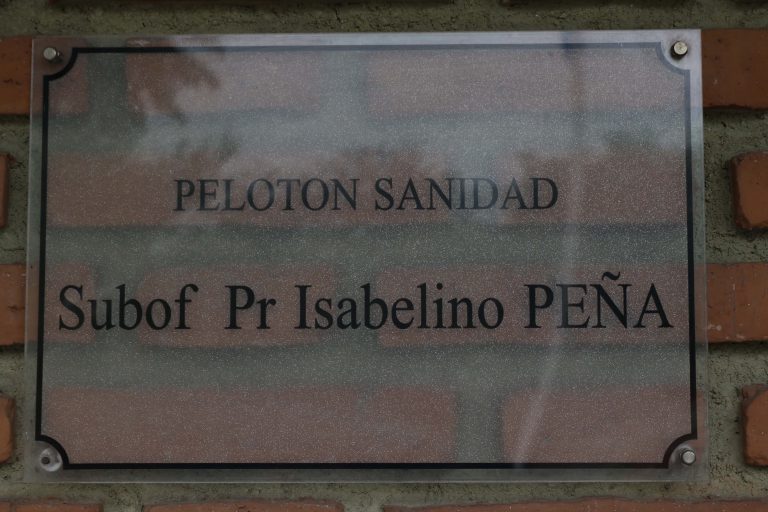 PELOTON SANIDAD
Subof Pr Isabelino PEÑA